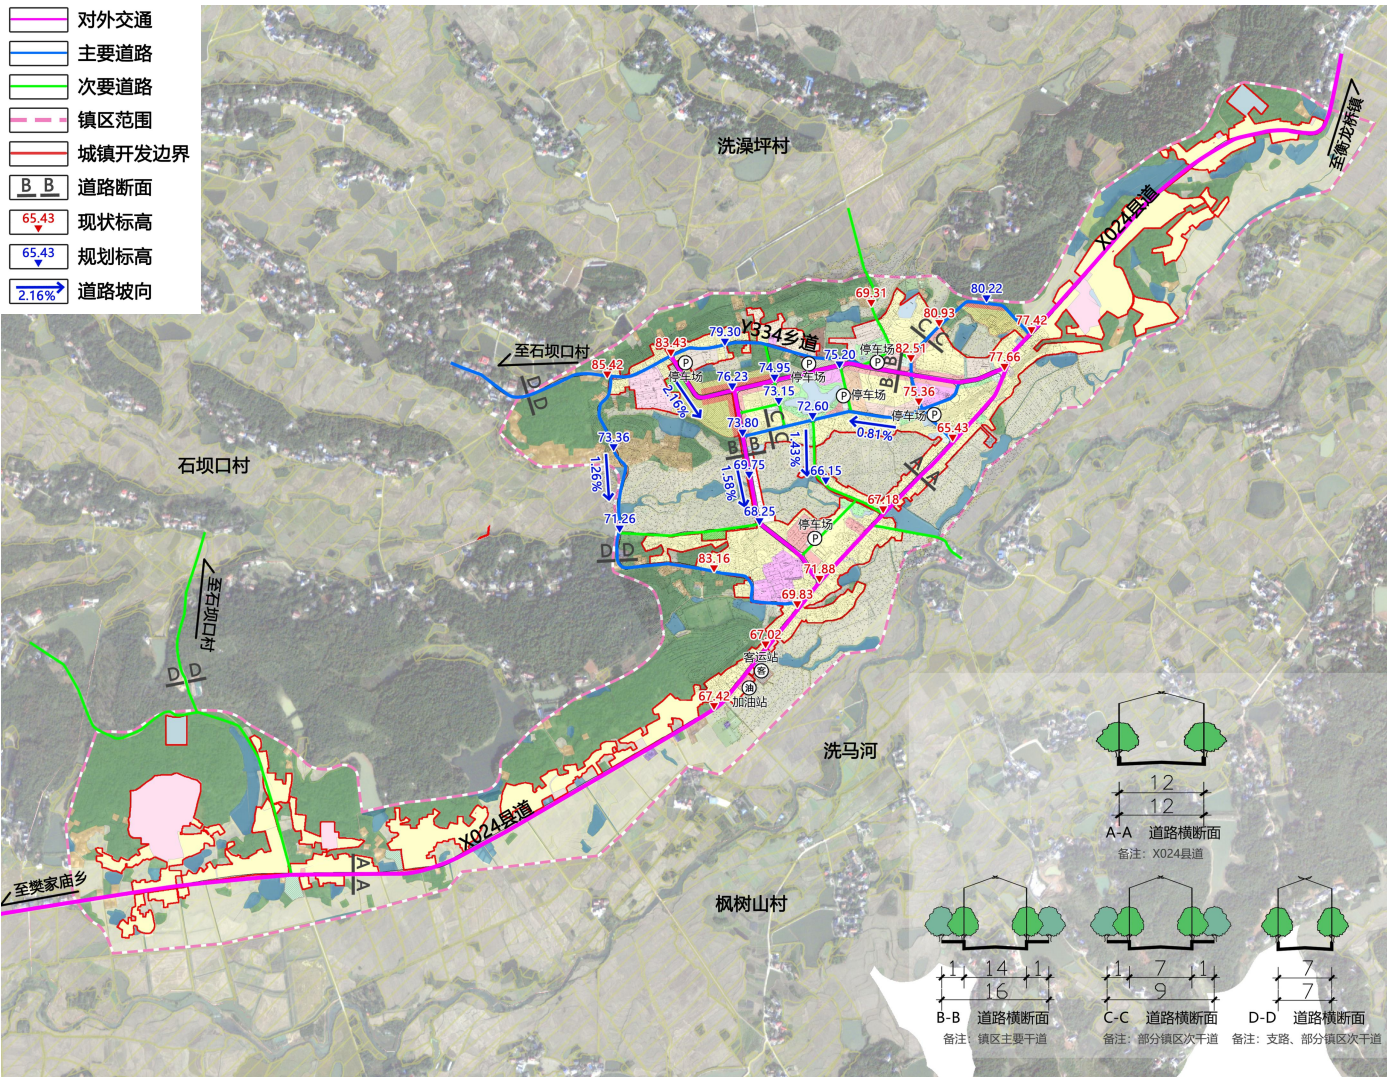 对外交通
主要道路
次要道路
镇区范围
城镇开发边界
B B 道路断面
65.43 现状标高
65.43 规划标高
2.16% 道路坡向
洗澡坪村
至衡龙桥镇
X024县道
80.22
69.31
80.93
77.42
79.30
Y334乡道
83.43
至石坝口村
C C
停车场
82.51
75.20
77.66
85.42
P
P
P
停车场
74.95
停车场
B B
76.23
D D
2.16%
73.15
P 停车场
75.36
72.60
停车场 P
C C
73.80
0.81%
65.43
73.36
B B
1.43%
石坝口村
69.75
66.15
A A
1.26%
1.58%
67.18
68.25
71.26
停车场
P
D D
83.16
71.88
至石坝口村
69.83
67.02
客运站
客
D D
油
67.42
加油站
洗马河
X024县道
A A
至樊家庙乡
枫树山村
12
12
A-A 道路横断面
备注：X024县道
1 14 1
16
B-B 道路横断面
备注：镇区主要干道
1 7 1
9
C-C 道路横断面
备注：部分镇区次干道
7
7
D-D 道路横断面
备注：支路、部分镇区次干道